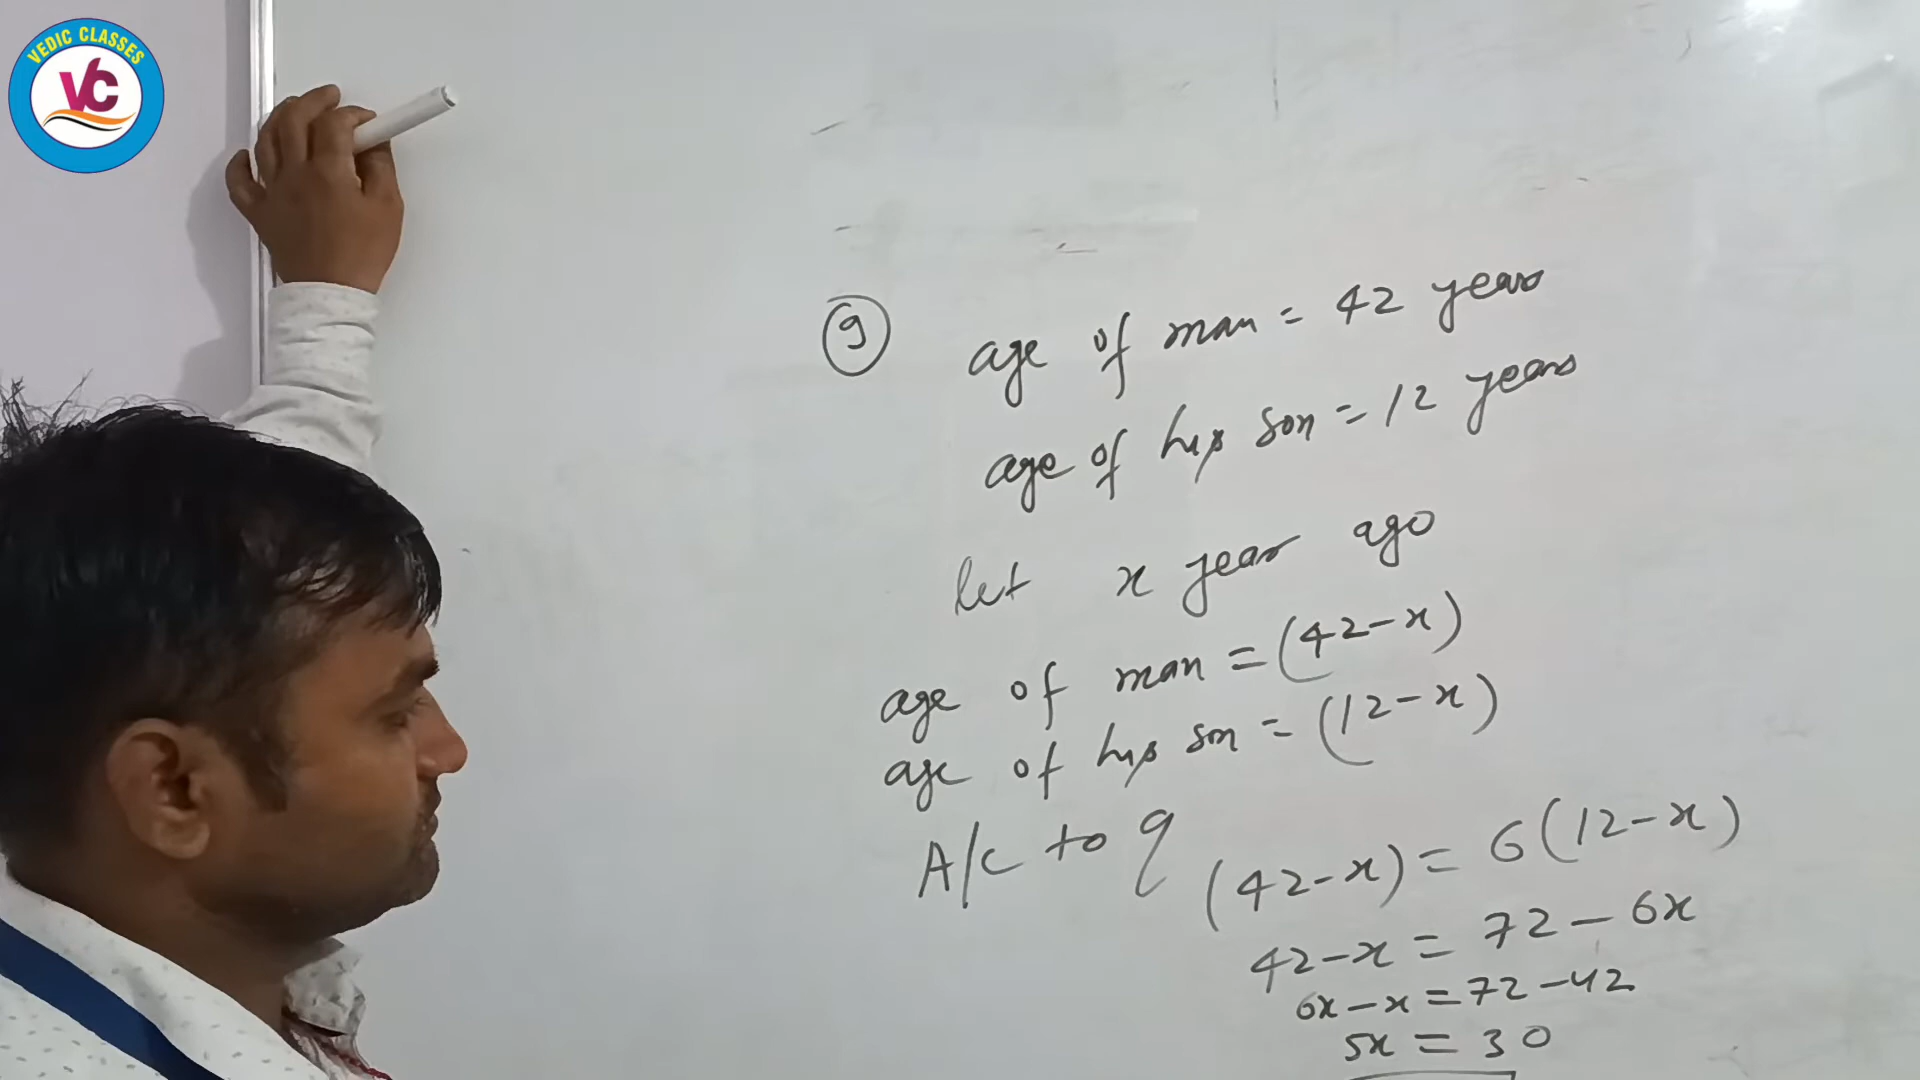 VEDIC CLASSES
VC
9 age of man = 42 years
age of his son = 12 years
let x year ago
age of man = (42-x)
age of his son = (12-x)
A/c to q (42-x) = 6(12-x)
42-x = 72-6x
6x-x = 72-42
5x = 30